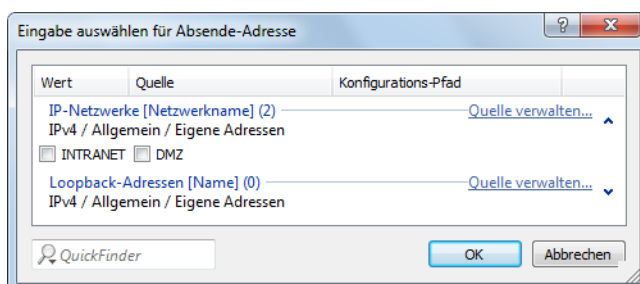 Eingabe auswählen für Absende-Adresse
Wert Quelle Konfigurations-Pfad
IP-Netzwerke [Netzwerkname] (2) Quelle verwalten...
IPv4 / Allgemein / Eigene Adressen
INTRANET DMZ
Loopback-Adressen [Name] (0) Quelle verwalten...
IPv4 / Allgemein / Eigene Adressen
QuickFinder OK Abbrechen